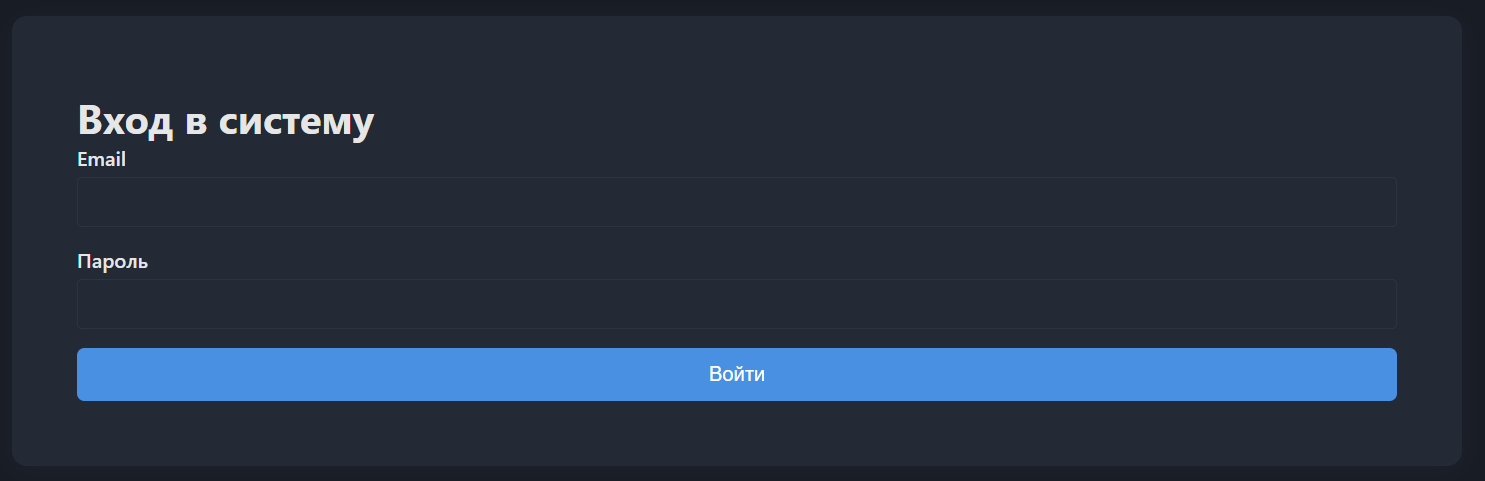 Вход в систему
Email
Пароль
Войти